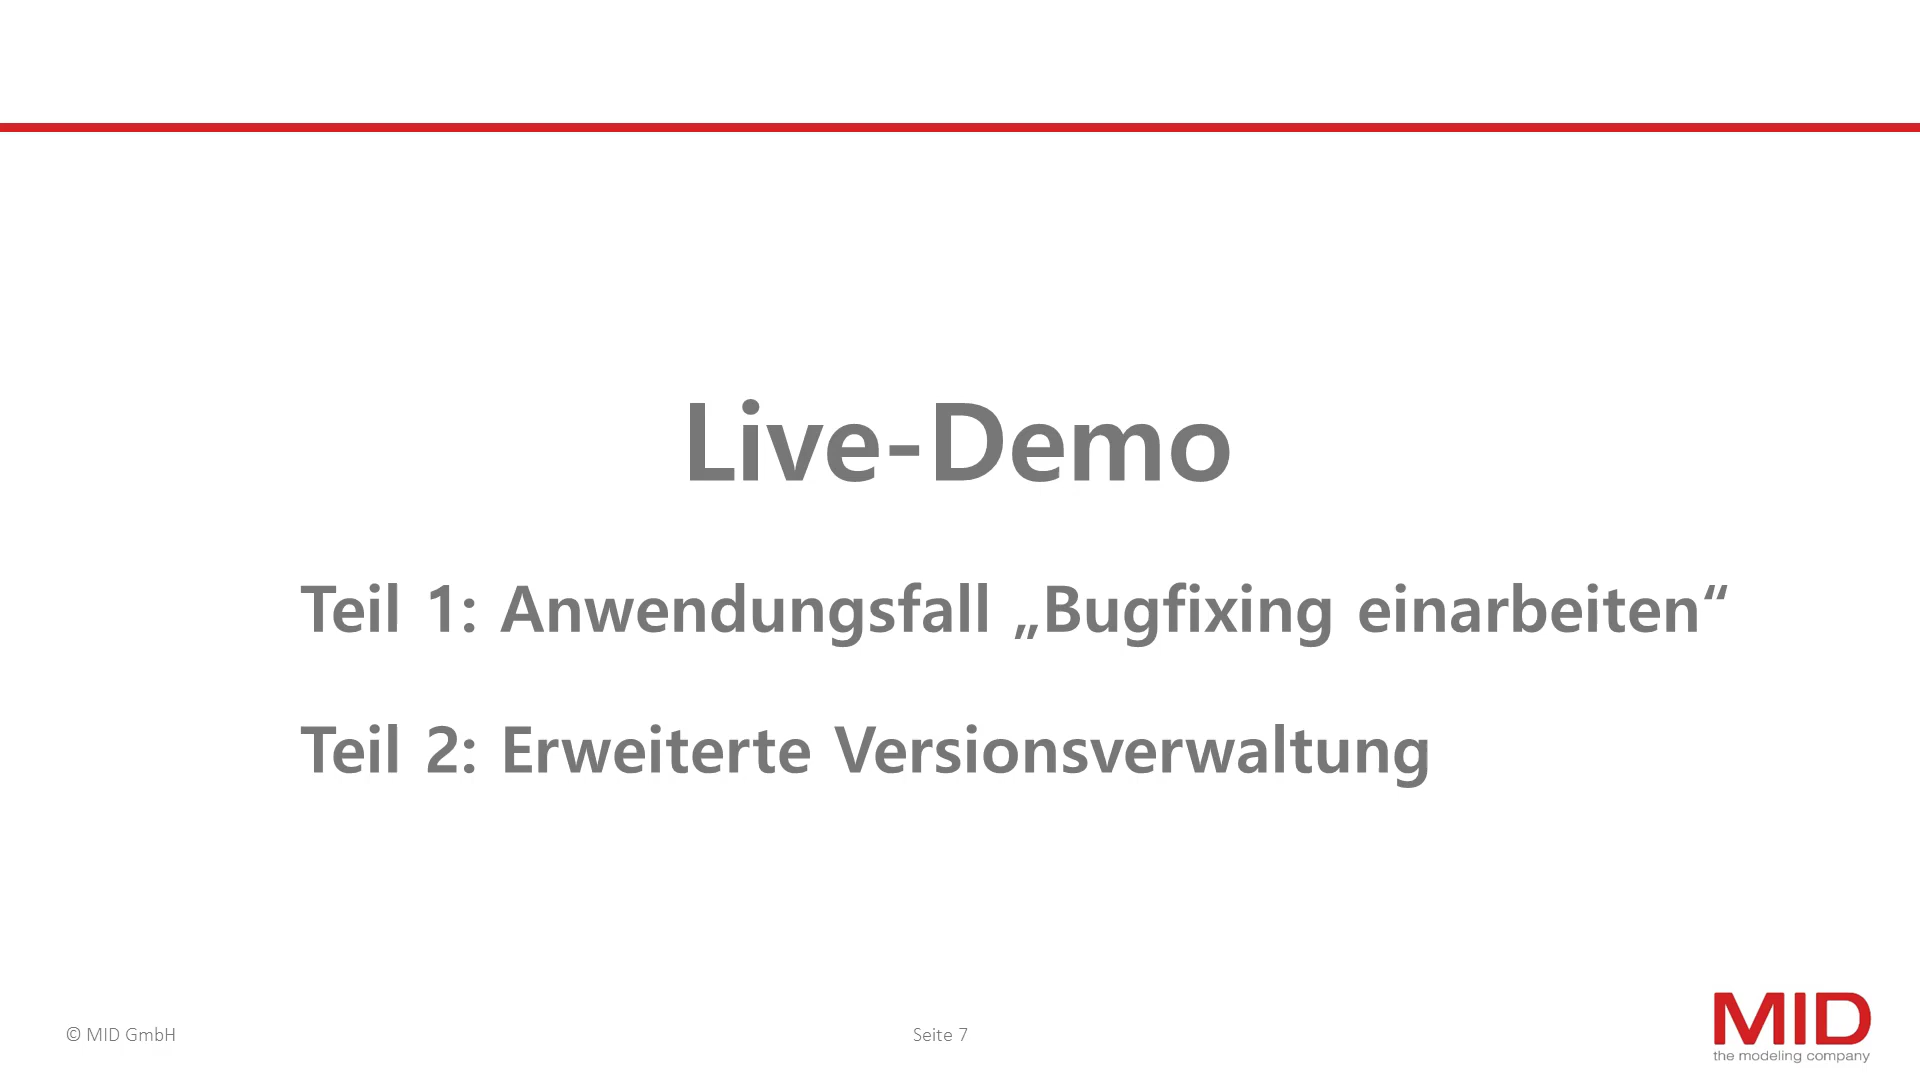 Live-Demo
Teil 1: Anwendungsfall „Bugfixing einarbeiten“
Teil 2: Erweiterte Versionsverwaltung
© MID GmbH
Seite 7
MID
the modeling company